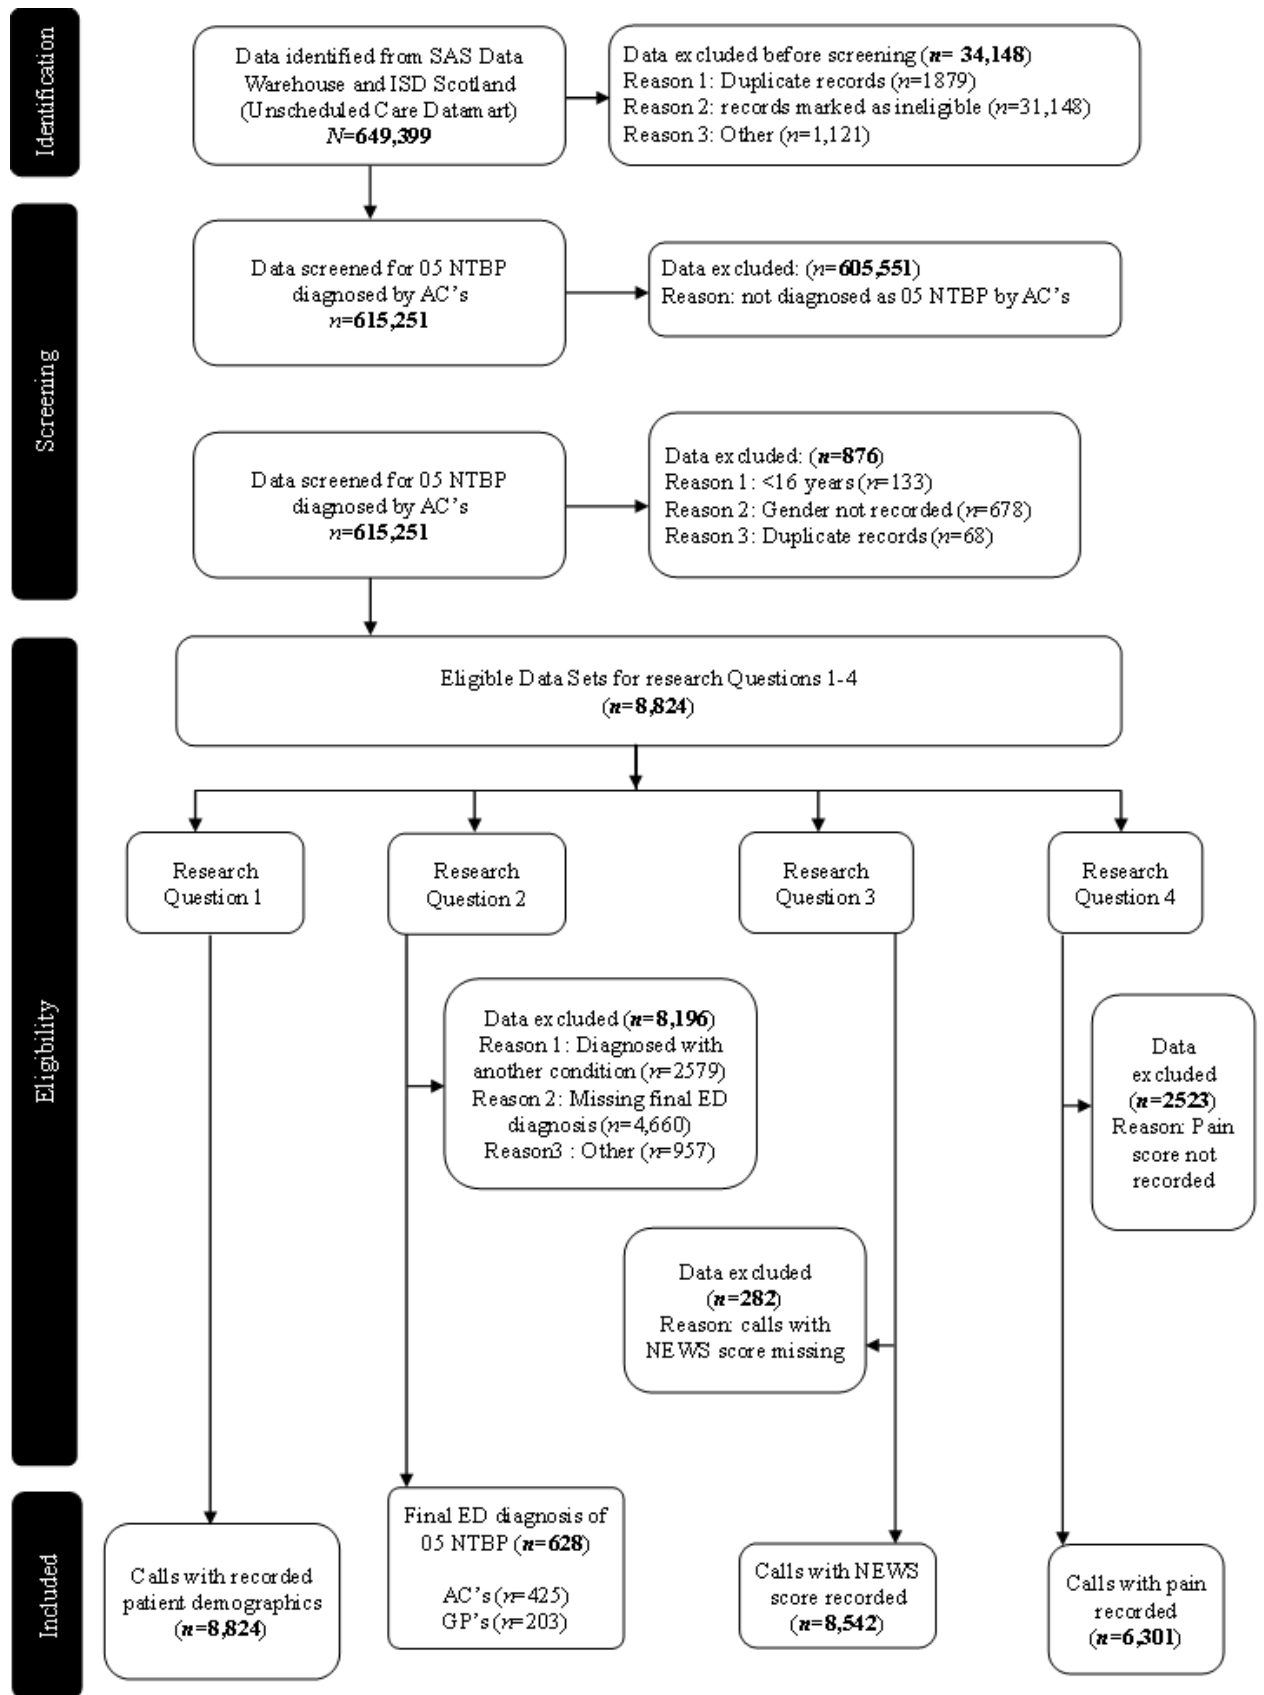 Identification
Data identified from SAS Data
Warehouse and ISD Scotland
(Unscheduled Care Datamart)
N=649,399
Data excluded before screening (n= 34,148)
Reason 1: Duplicate records (n=1879)
Reason 2: records marked as ineligible (n=31,148)
Reason 3: Other (n=1,121)
Screening
Data screened for 05 NTBP
diagnosed by AC's
n=615,251
Data excluded: (n=605,551)
Reason: not diagnosed as 05 NTBP by AC's
Data screened for 05 NTBP
diagnosed by AC's
n=615,251
Data excluded: (n=876)
Reason 1: <16 years (n=133)
Reason 2: Gender not recorded (n=678)
Reason 3: Duplicate records (n=68)
Eligibility
Eligible Data Sets for research Questions 1-4
(n=8,824)
Research
Question 1
Research
Question 2
Research
Question 3
Research
Question 4
Data excluded (n=8,196)
Reason 1: Diagnosed with
another condition (n=2579)
Reason 2: Missing final ED
diagnosis (n=4,660)
Reason3 : Other (n=957)
Data
excluded
(n=2523)
Reason: Pain
score not
recorded
Data excluded
(n=282)
Reason: calls with
NEWS score missing
Included
Calls with recorded
patient demographics
(n=8,824)
Final ED diagnosis of
05 NTBP (n=628)
AC's (n=425)
GP's (n=203)
Calls with NEWS
score recorded
(n=8,542)
Calls with pain
recorded
(n=6,301)